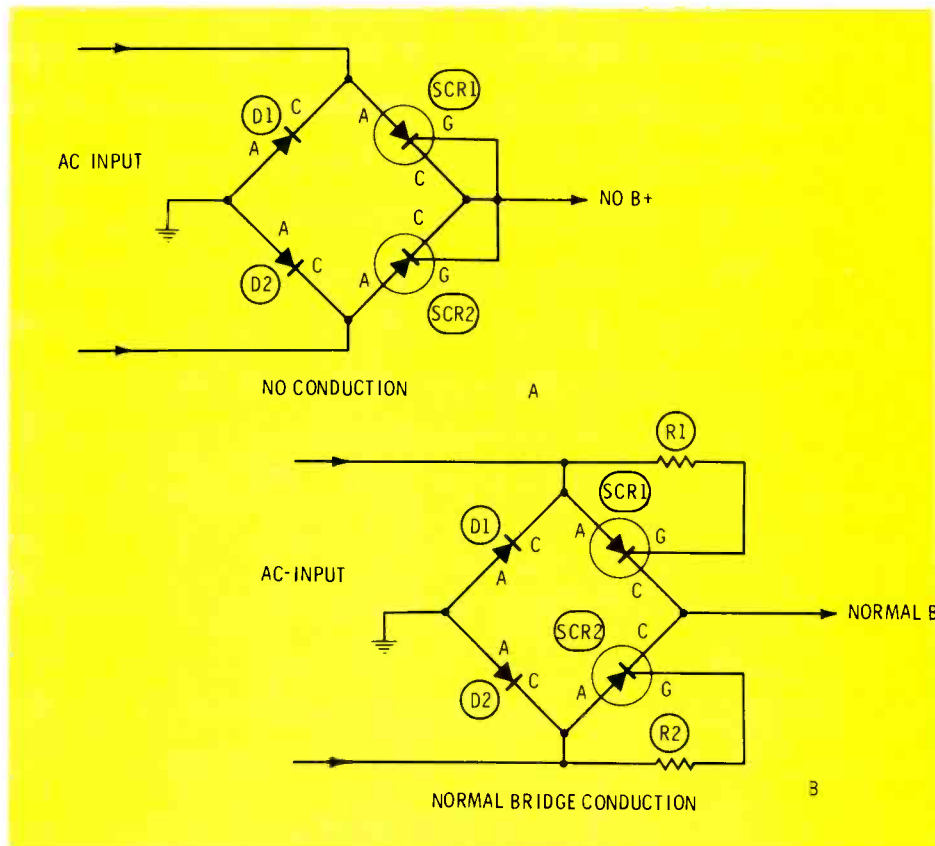 SCR1
C
D1
A
G
A
AC INPUT
C
NO B+
A
C
C
A
G
D2
SCR2
NO CONDUCTION
A
R1
SCR1
D1
A
G
C
AC-INPUT
A
C
NORMAL B
SCR2
C
A
C
G
D2
A
R2
NORMAL BRIDGE CONDUCTION
B